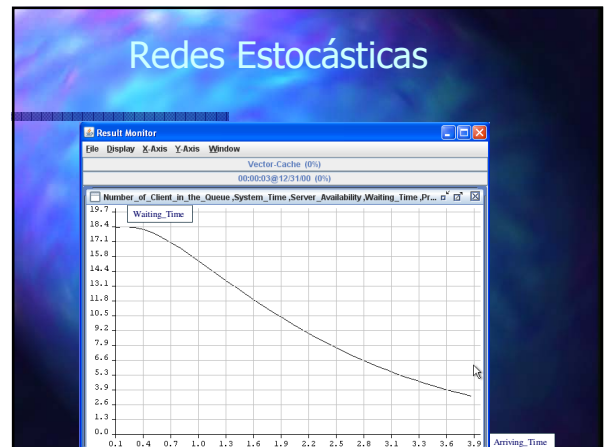 Redes Estocásticas
Result Monitor
File Display X-Axis Y-Axis Window
Vector-Cache (0%)
00:00:03@12/31/00 (0%)
Number_of_Client_in_the_Queue ,System_Time ,Server_Availability ,Waiting_Time ,Pr...
19.7
Waiting_Time
18.4
17.1
15.8
14.4
13.1
11.8
10.5
9.2
7.9
6.6
5.3
3.9
2.6
1.3
0.0
0.1 0.4 0.7 1.0 1.3 1.6 1.9 2.2 2.5 2.8 3.1 3.3 3.6 3.9 Arriving_Time